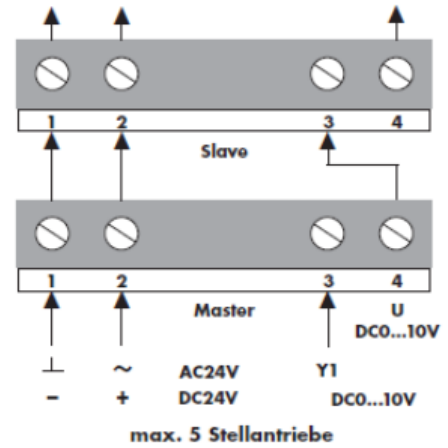 1 2 3 4
Slave
1 2 3 4
Master U
DC0...10V
⊥ ~ AC24V Y1
– + DC24V DC0...10V
max. 5 Stellantriebe